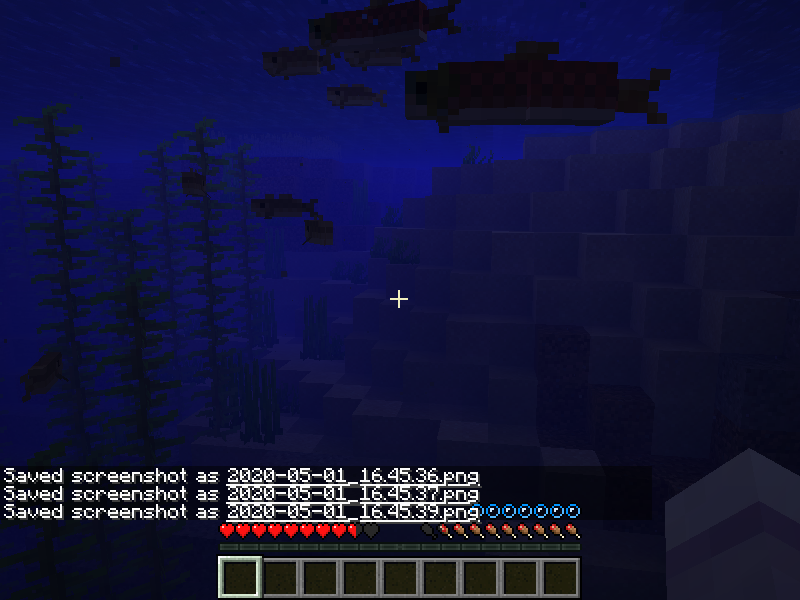 Saved screenshot as 2020-05-01_16.45.36.png
Saved screenshot as 2020-05-01_16.45.37.png
Saved screenshot as 2020-05-01_16.45.39.png